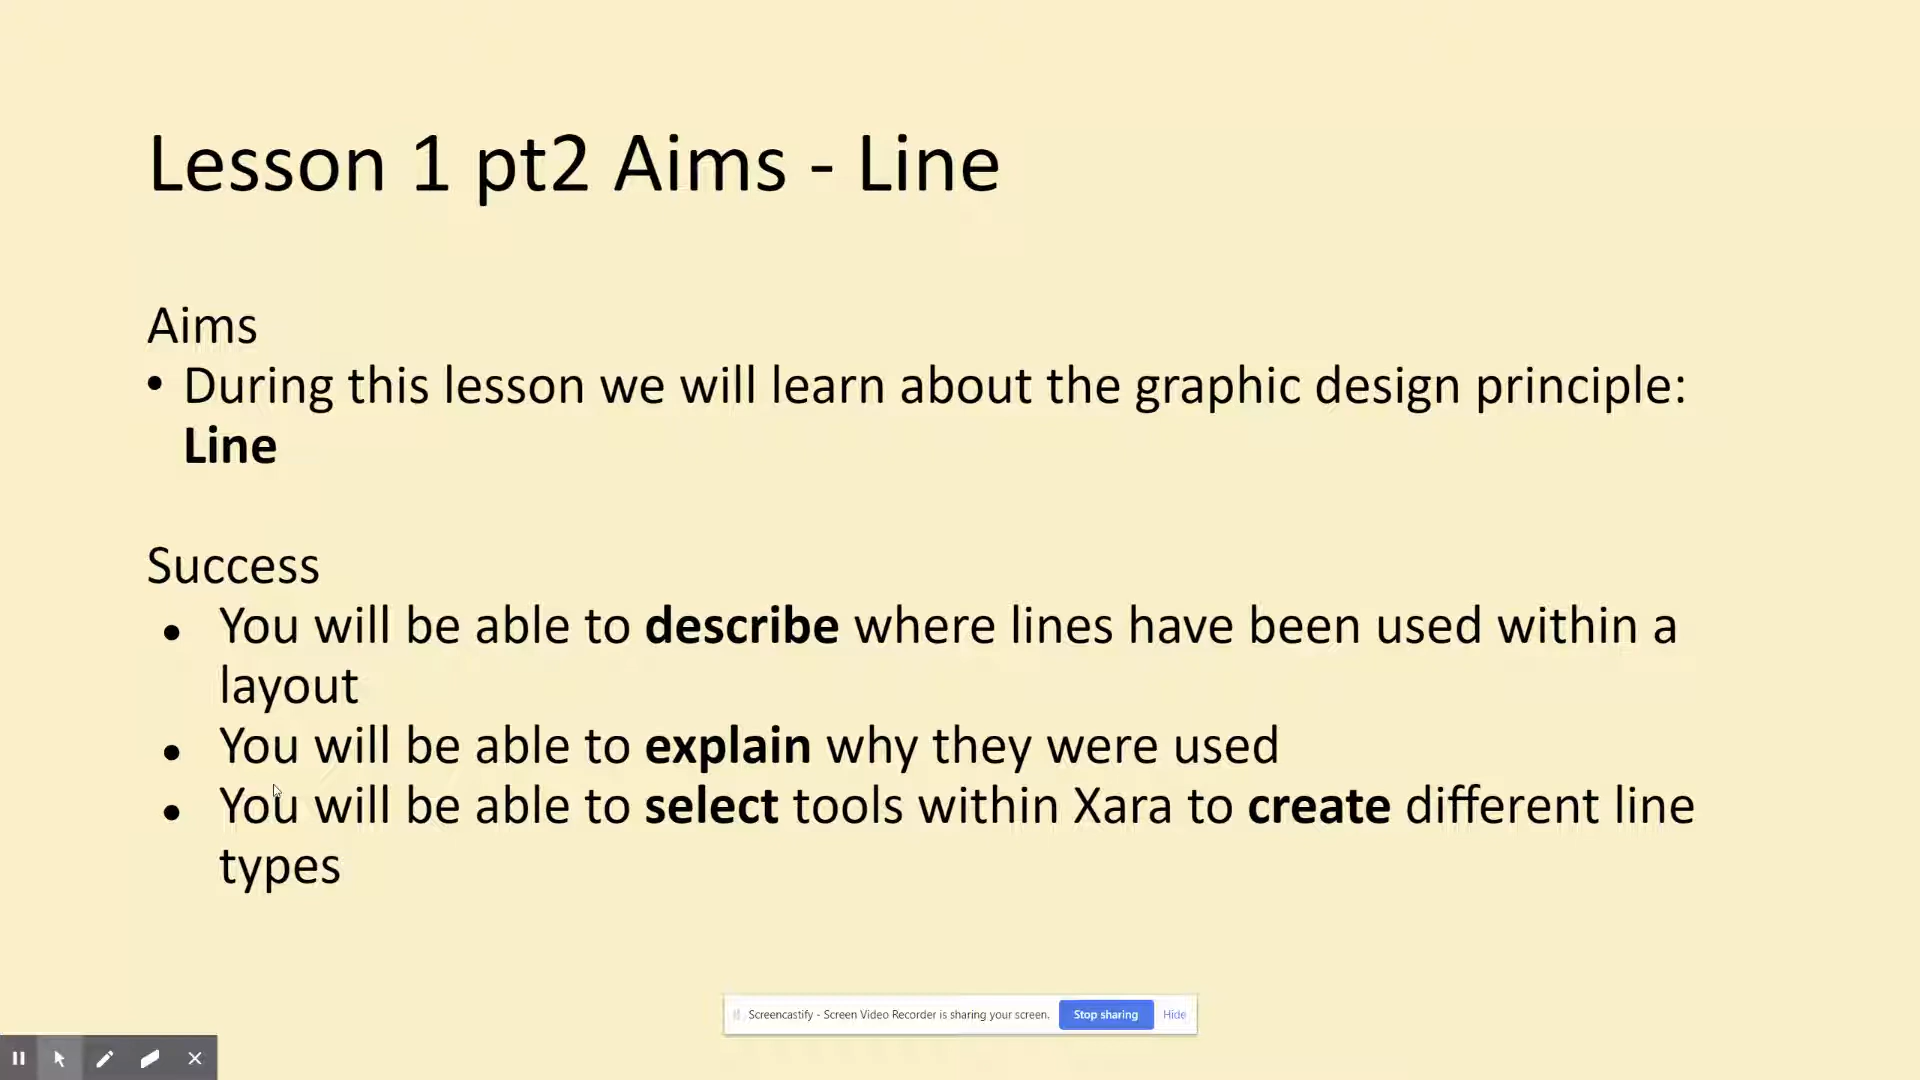 Lesson 1 pt2 Aims - Line
Aims
• During this lesson we will learn about the graphic design principle:
Line
Success
● You will be able to describe where lines have been used within a
layout
● You will be able to explain why they were used
● You will be able to select tools within Xara to create different line
types
Screencastify - Screen Video Recorder is sharing your screen. Stop sharing Hide